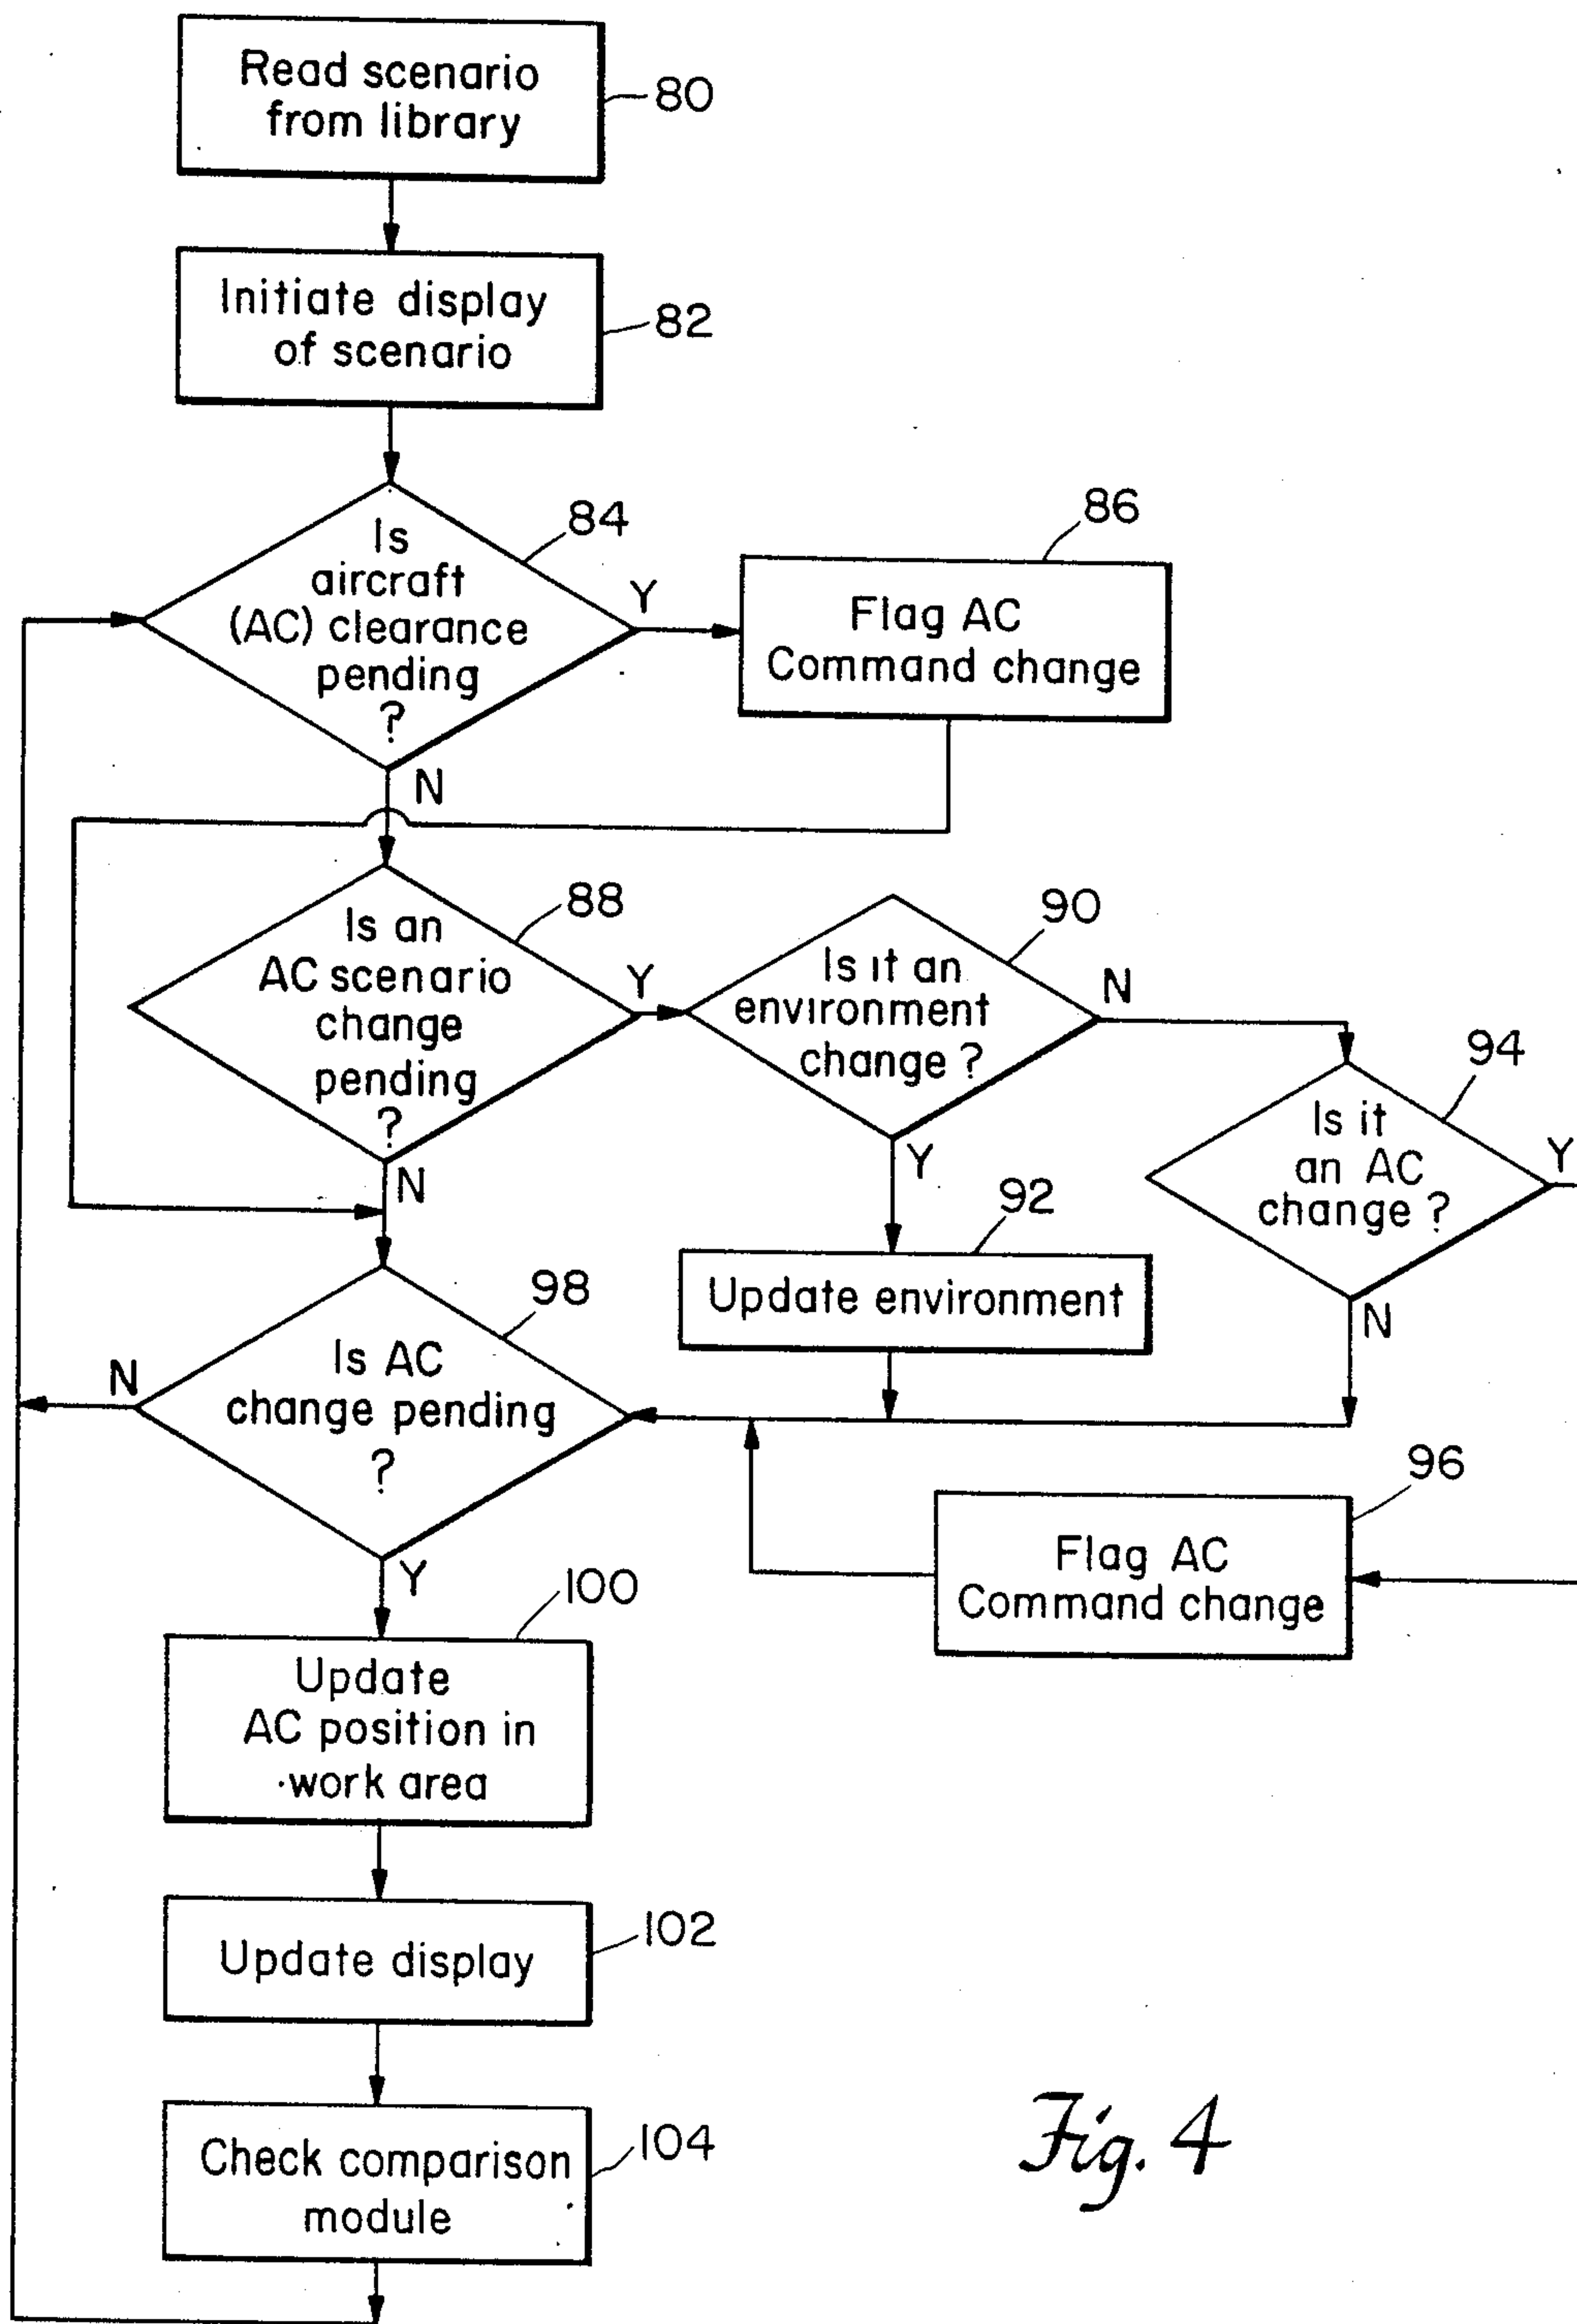 Read scenario
from library
80
Initiate display
of scenario
82
Is
aircraft
(AC) clearance
pending
?
84
Y
N
86
Flag AC
Command change
Is an
AC scenario
change
pending
?
88
Y
N
90
Is it an
environment
change ?
N
Y
94
Is it
an AC
change ?
Y
N
92
Update environment
98
Is AC
change pending
?
N
Y
96
Flag AC
Command change
100
Update
AC position in
work area
102
Update display
104
Check comparison
module
Fig. 4